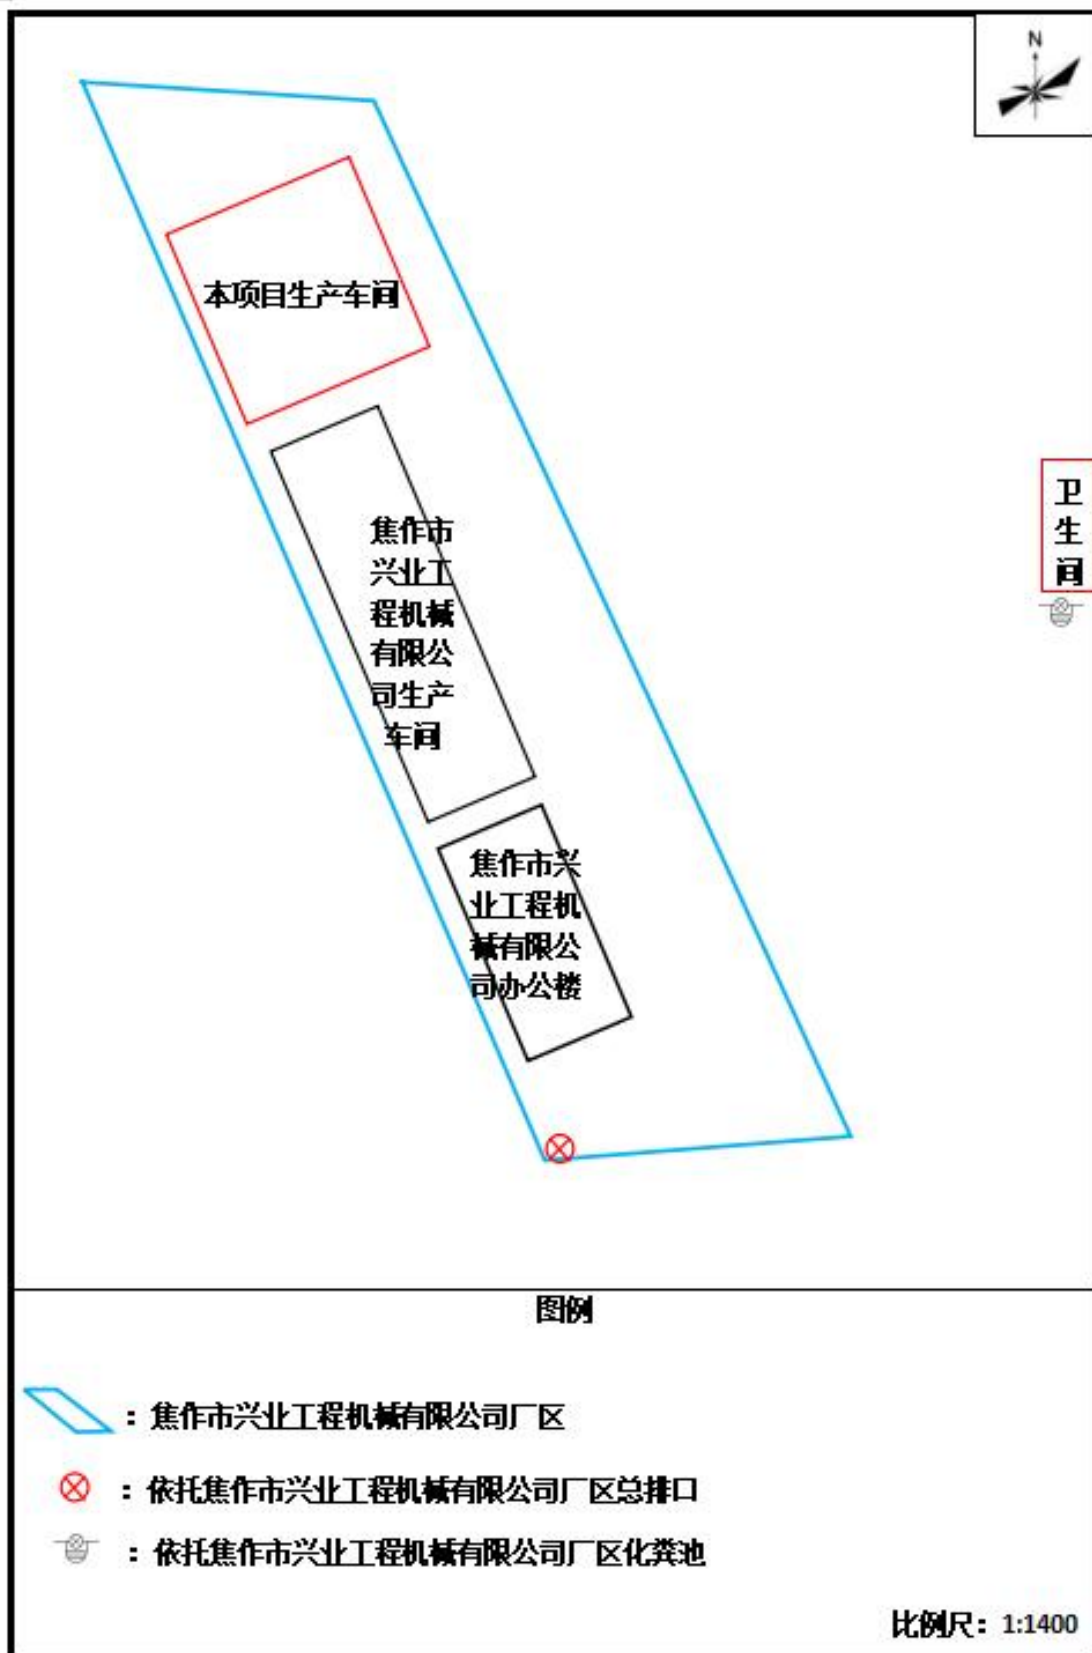 N
本项目生产车间
卫
生
间
焦作市
兴业工
程机械
有限公
司生产
车间
焦作市兴
业工程机
械有限公
司办公楼
图例
：焦作市兴业工程机械有限公司厂区
：依托焦作市兴业工程机械有限公司厂区总排口
：依托焦作市兴业工程机械有限公司厂区化粪池
比例尺：1:1400